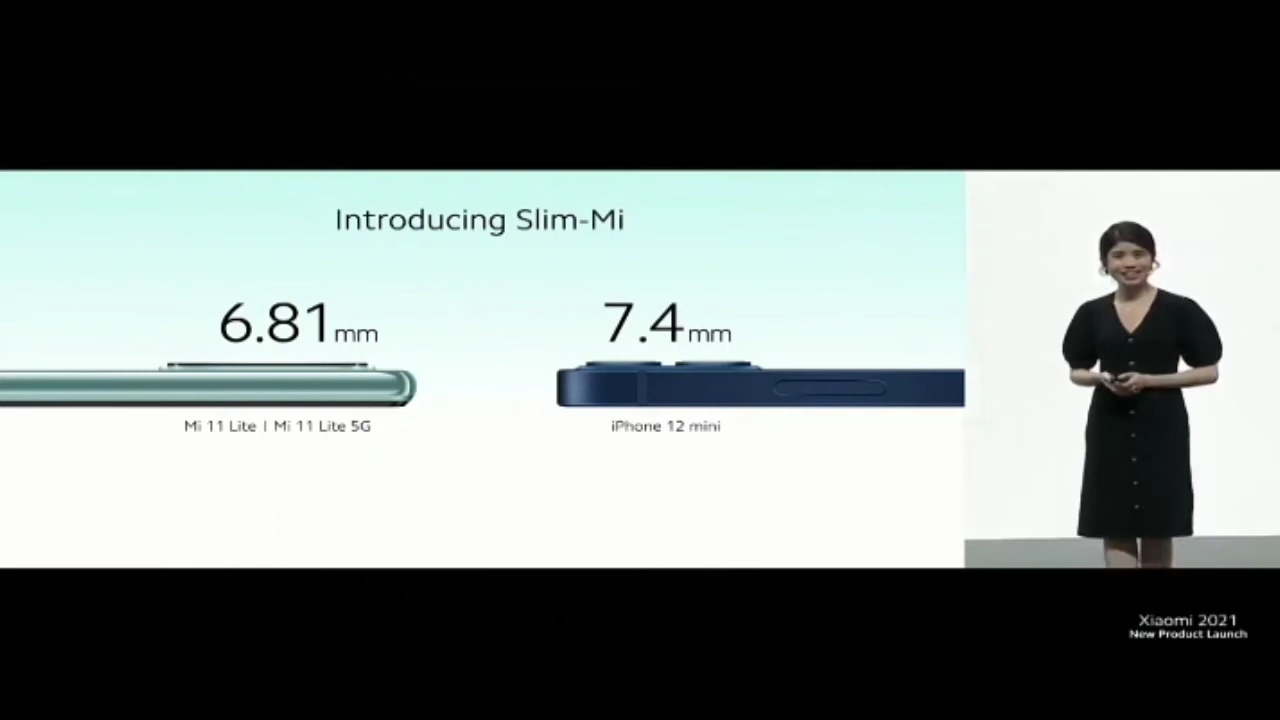 Introducing Slim-Mi
6.81mm
7.4mm
Mi 11 Lite | Mi 11 Lite 5G
iPhone 12 mini
Xiaomi 2021
New Product Launch